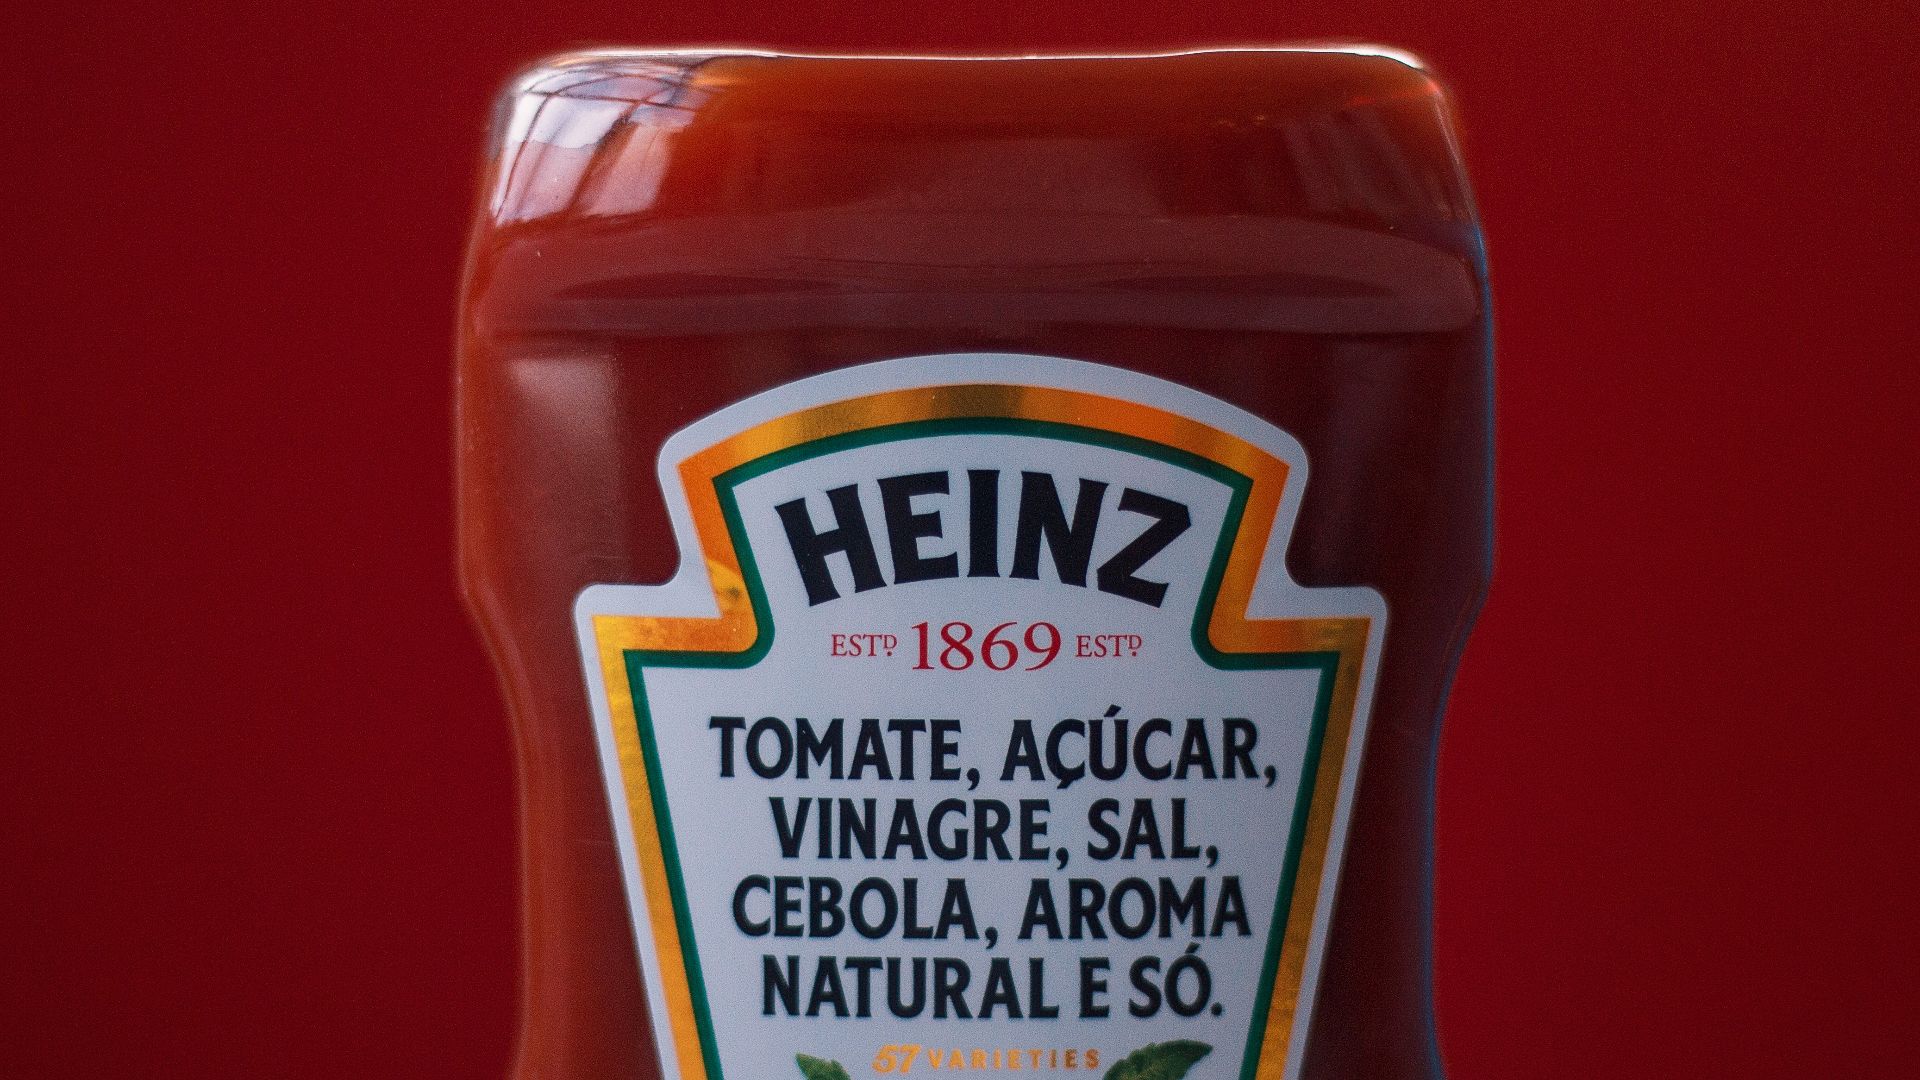 HEINZ
ESTD 1869 ESTD
TOMATE, AÇÚCAR,
VINAGRE, SAL,
CEBOLA, AROMA
NATURAL E SÓ.
57 VARIETIES